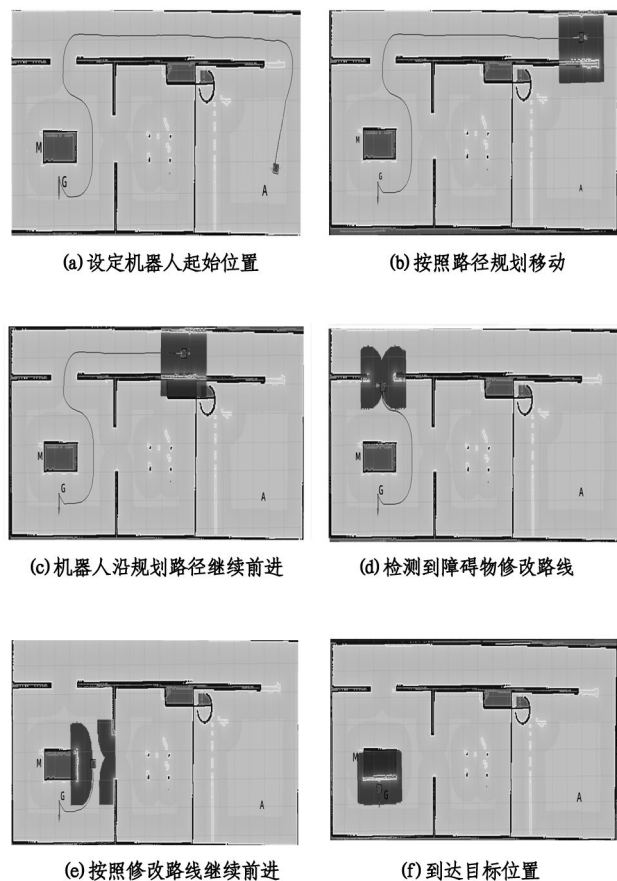 M
G
A
(a)设定机器人起始位置
M
G
A
(b)按照路径规划移动
M
G
A
(c)机器人沿规划路径继续前进
M
G
A
(d)检测到障碍物修改路线
M
G
A
(e)按照修改路线继续前进
M
G
A
(f)到达目标位置